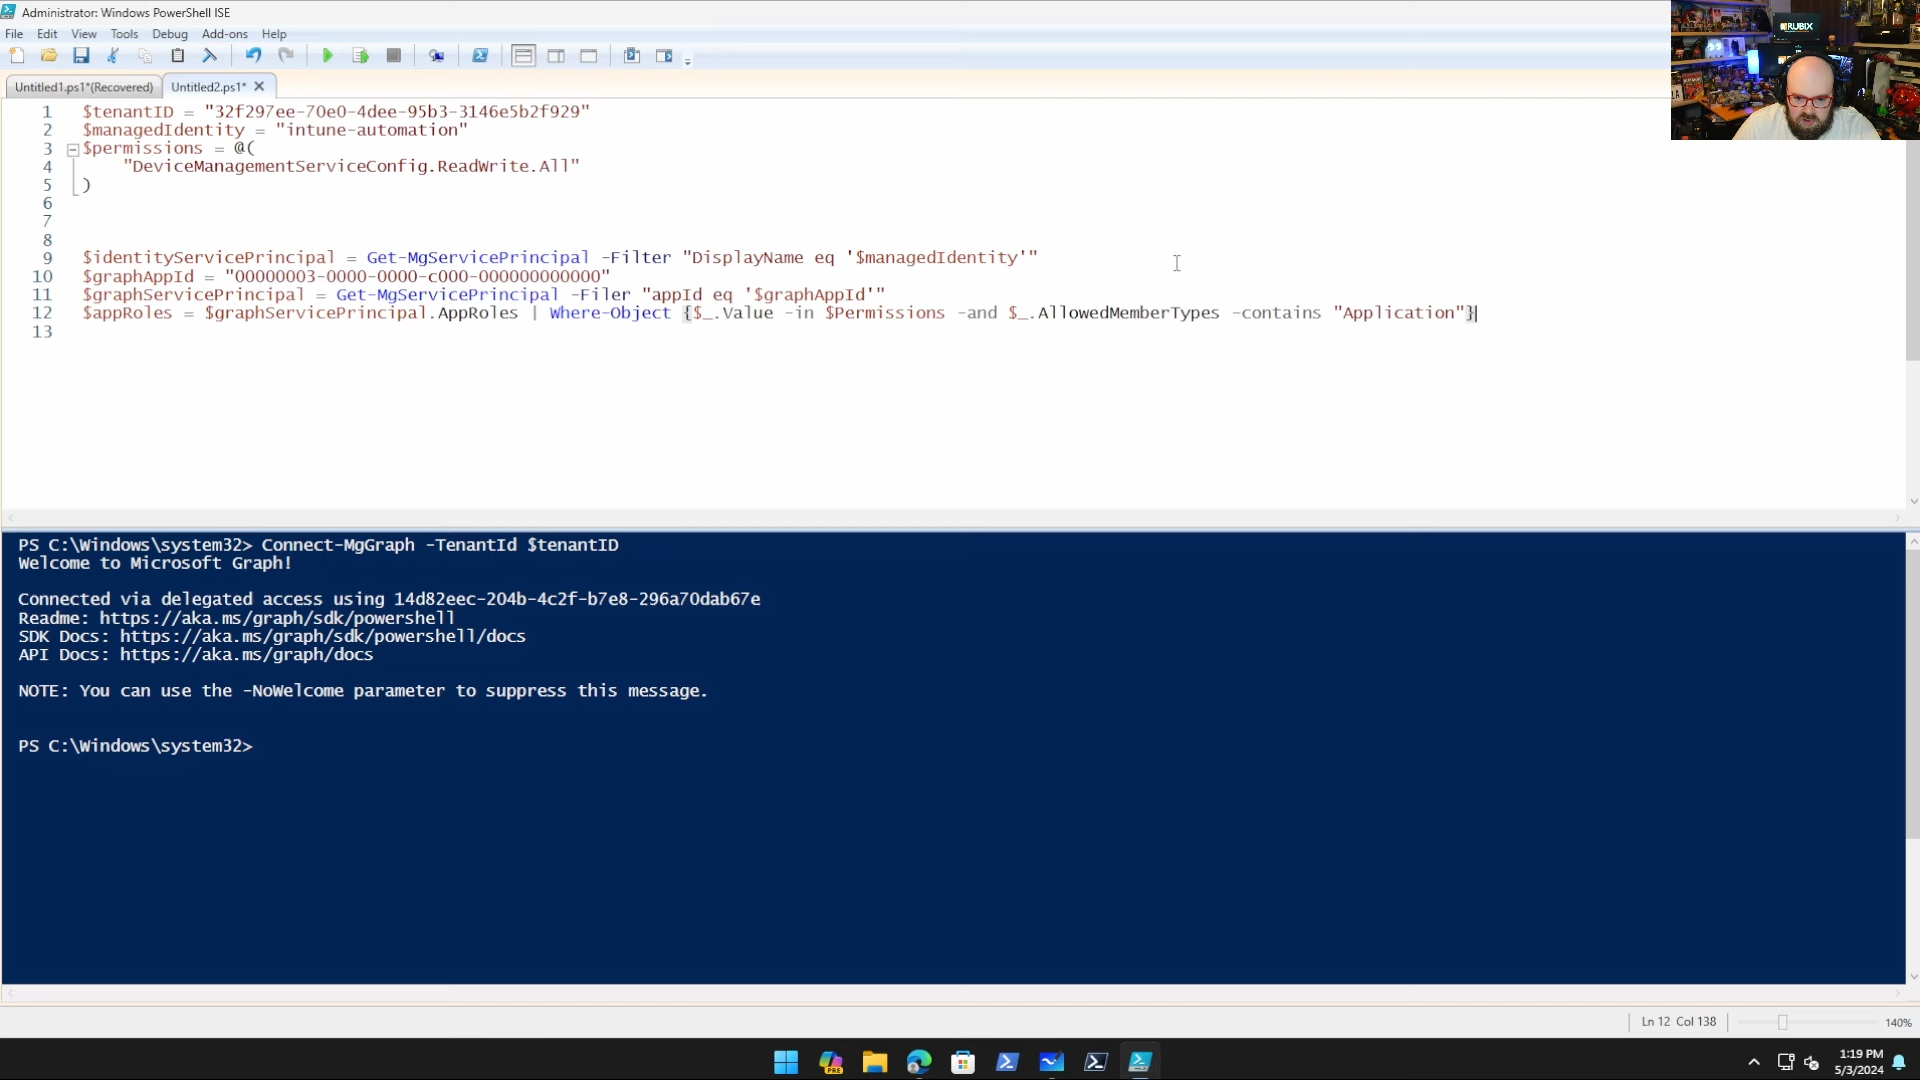 Administrator: Windows PowerShell ISE
File Edit View Tools Debug Add-ons Help
Untitled1.ps1*(Recovered) Untitled2.ps1*
1 $tenantID = "32f297ee-70e0-4dee-95b3-3146e5b2f929"
2 $managedIdentity = "intune-automation"
3 $permissions = @(
4 "DeviceManagementServiceConfig.ReadWrite.All"
5 )
6
7
8
9 $identityServicePrincipal = Get-MgServicePrincipal -Filter "DisplayName eq '$managedIdentity'"
10 $graphAppId = "00000003-0000-0000-c000-000000000000"
11 $graphServicePrincipal = Get-MgServicePrincipal -Filer "appId eq '$graphAppId'"
12 $appRoles = $graphServicePrincipal.AppRoles | Where-Object {$_.Value -in $Permissions -and $_.AllowedMemberTypes -contains "Application"}
13
PS C:\Windows\system32> Connect-MgGraph -TenantId $tenantID
Welcome to Microsoft Graph!
Connected via delegated access using 14d82eec-204b-4c2f-b7e8-296a70dab67e
Readme: https://aka.ms/graph/sdk/powershell
SDK Docs: https://aka.ms/graph/sdk/powershell/docs
API Docs: https://aka.ms/graph/docs
NOTE: You can use the -NoWelcome parameter to suppress this message.
PS C:\Windows\system32>
Ln 12 Col 138
140%
PRE
1:19 PM
5/3/2024
RUBIX